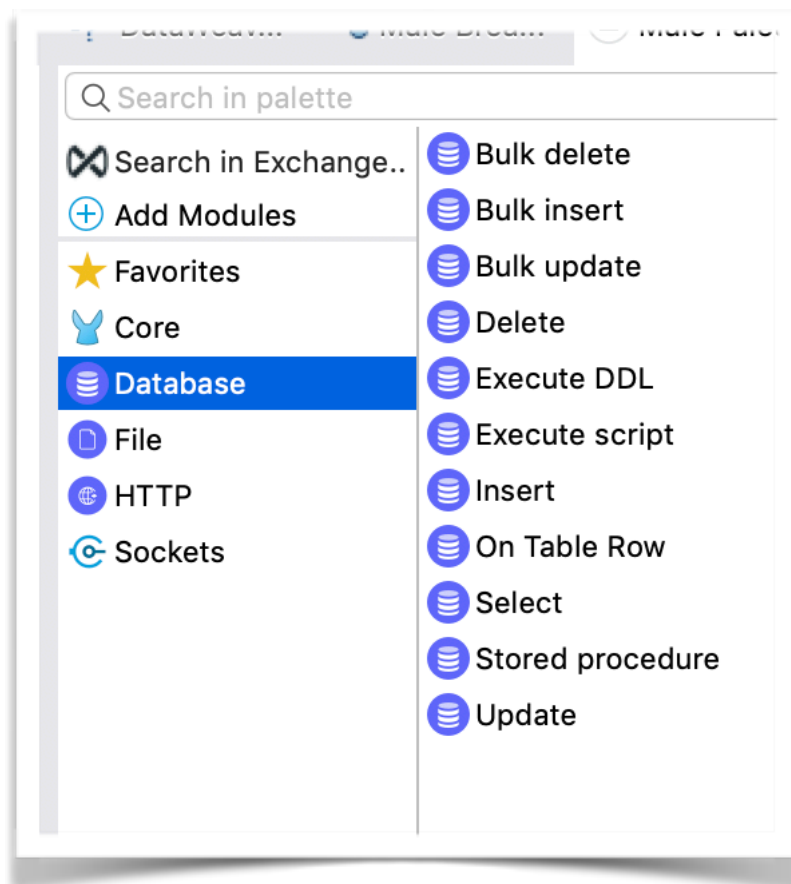 Search in palette
Search in Exchange..
Add Modules
Favorites
Core
Database
File
HTTP
Sockets
Bulk delete
Bulk insert
Bulk update
Delete
Execute DDL
Execute script
Insert
On Table Row
Select
Stored procedure
Update